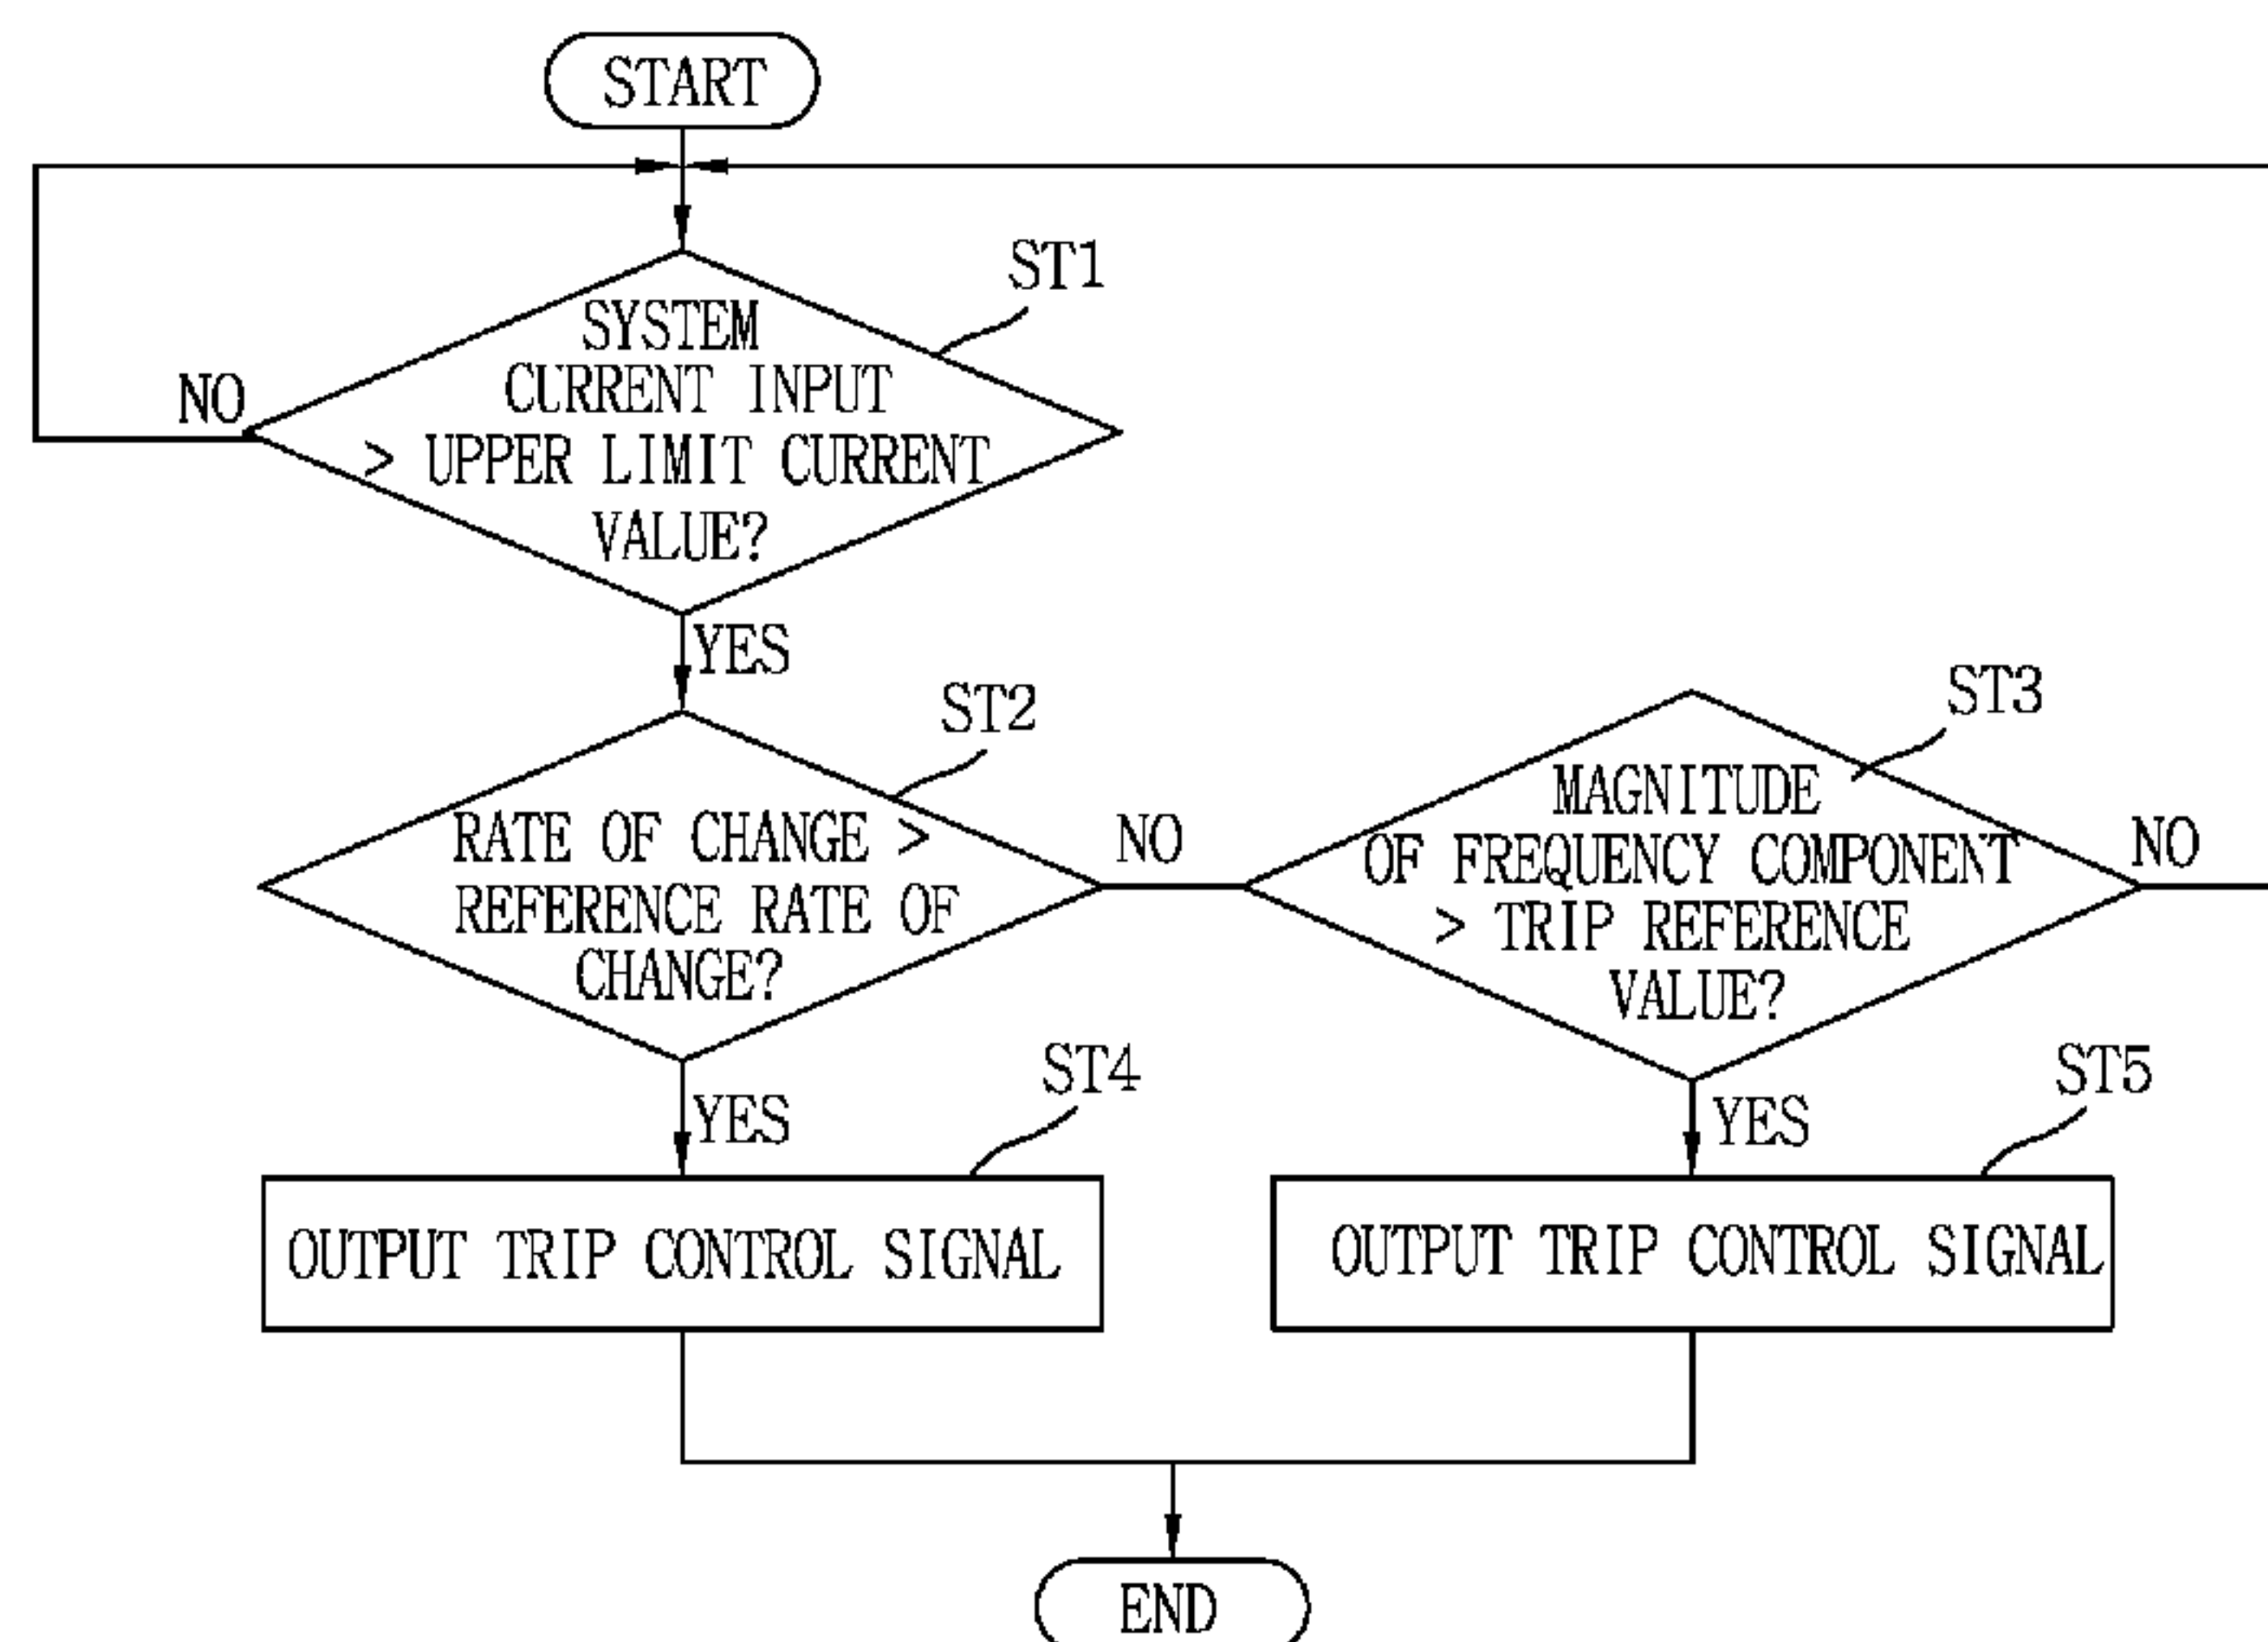 START
ST1
SYSTEM
CURRENT INPUT
> UPPER LIMIT CURRENT
VALUE?
NO
YES
ST2
RATE OF CHANGE >
REFERENCE RATE OF
CHANGE?
NO
ST3
MAGNITUDE
OF FREQUENCY COMPONENT
> TRIP REFERENCE
VALUE?
NO
YES
ST4
OUTPUT TRIP CONTROL SIGNAL
YES
ST5
OUTPUT TRIP CONTROL SIGNAL
END